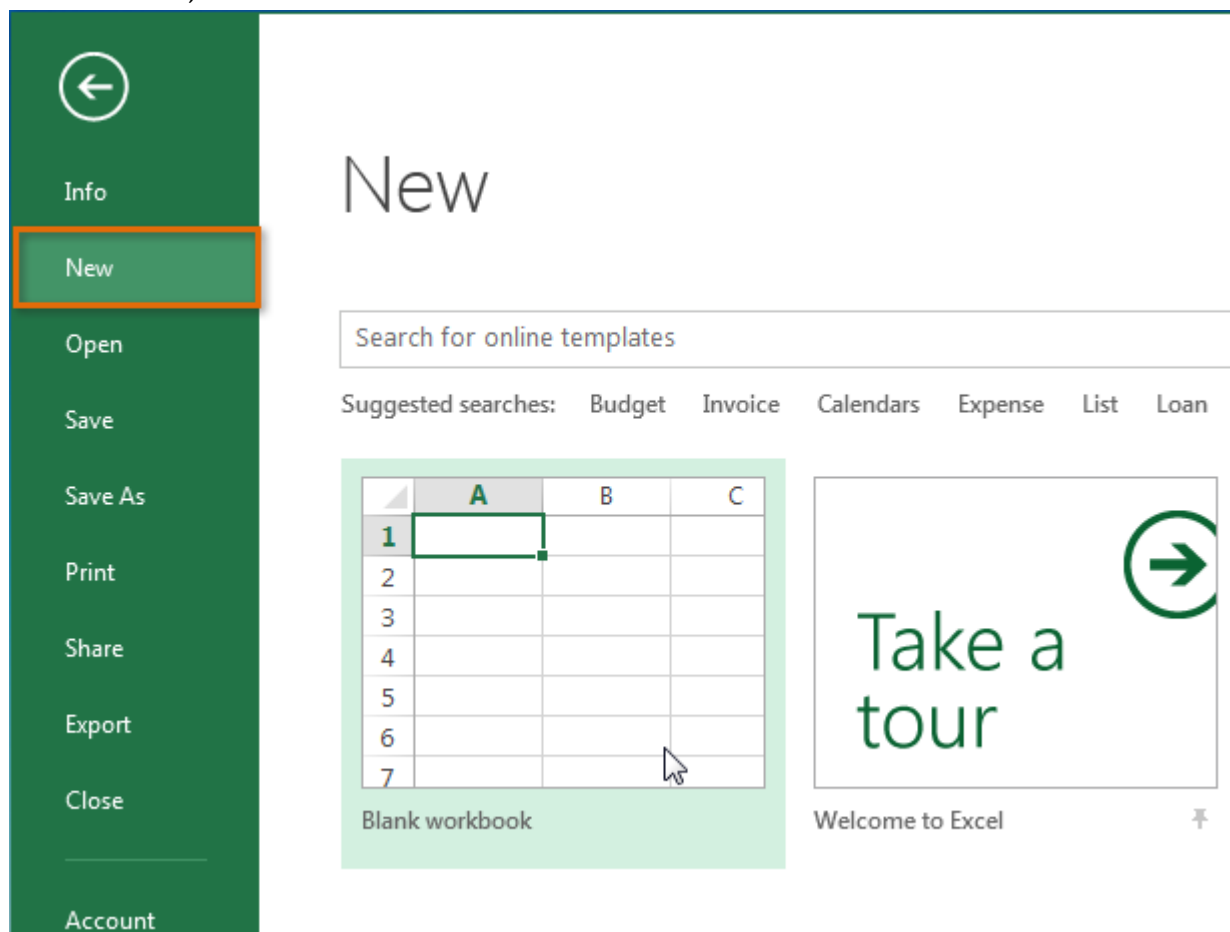 Info
New
Open
Save
Save As
Print
Share
Export
Close
Account
New
Search for online templates
Suggested searches: Budget Invoice Calendars Expense List Loan
A B C
1
2
3
4
5
6
7
Blank workbook
Take a
tour
Welcome to Excel